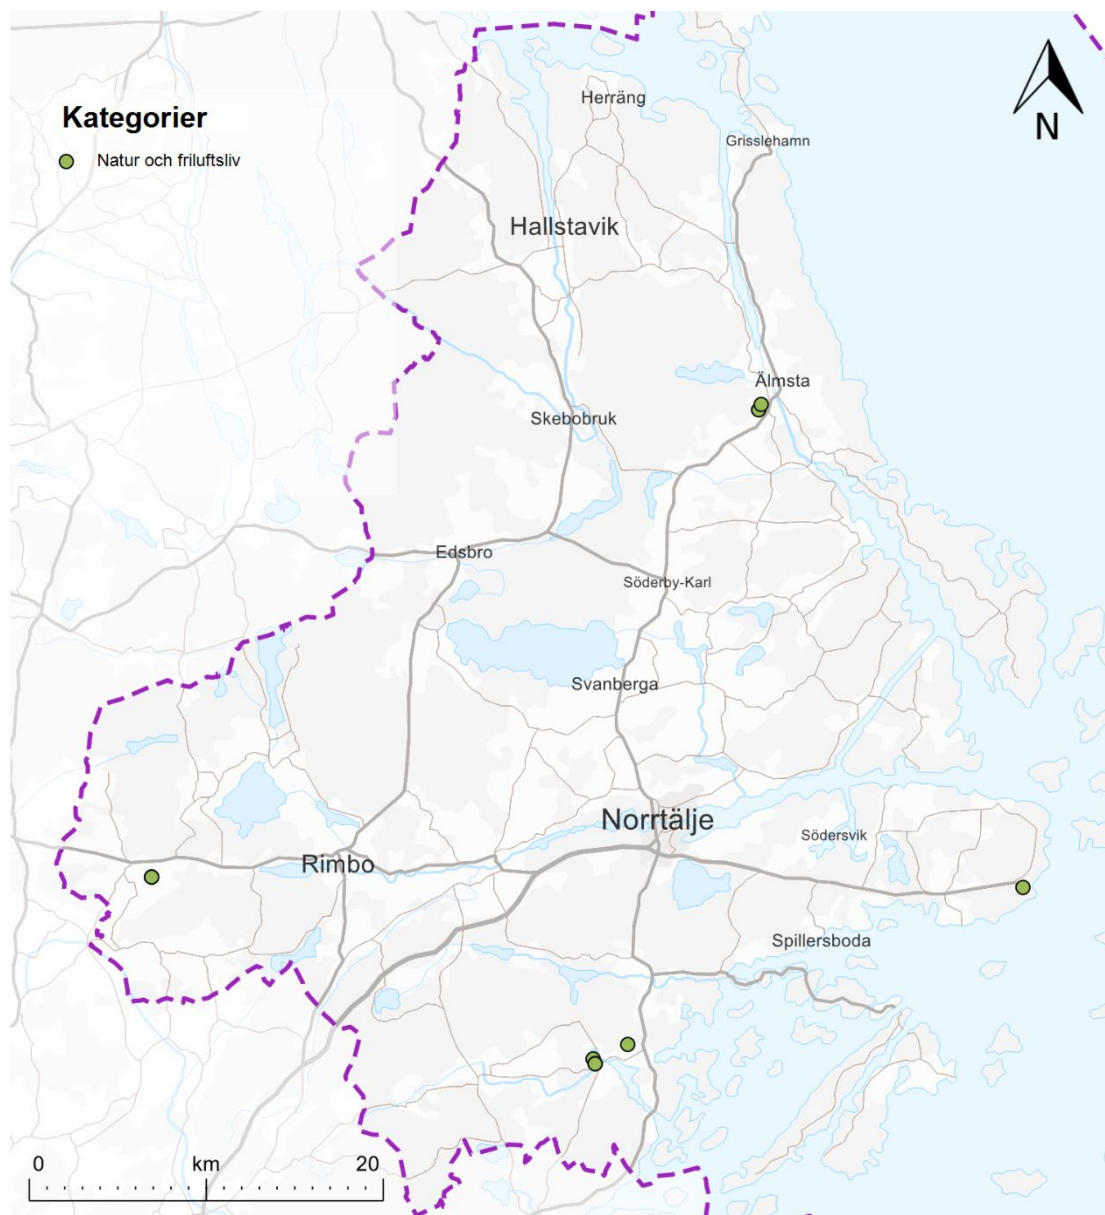 Herräng
Kategorier
N
Grisslehamn
Natur och friluftsliv
Hallstavik
Älmsta
Skebobruk
Edsbro
Söderby-Karl
Svanberga
Norrtälje
Södersvik
Rimbo
Spillersboda
0 km 20